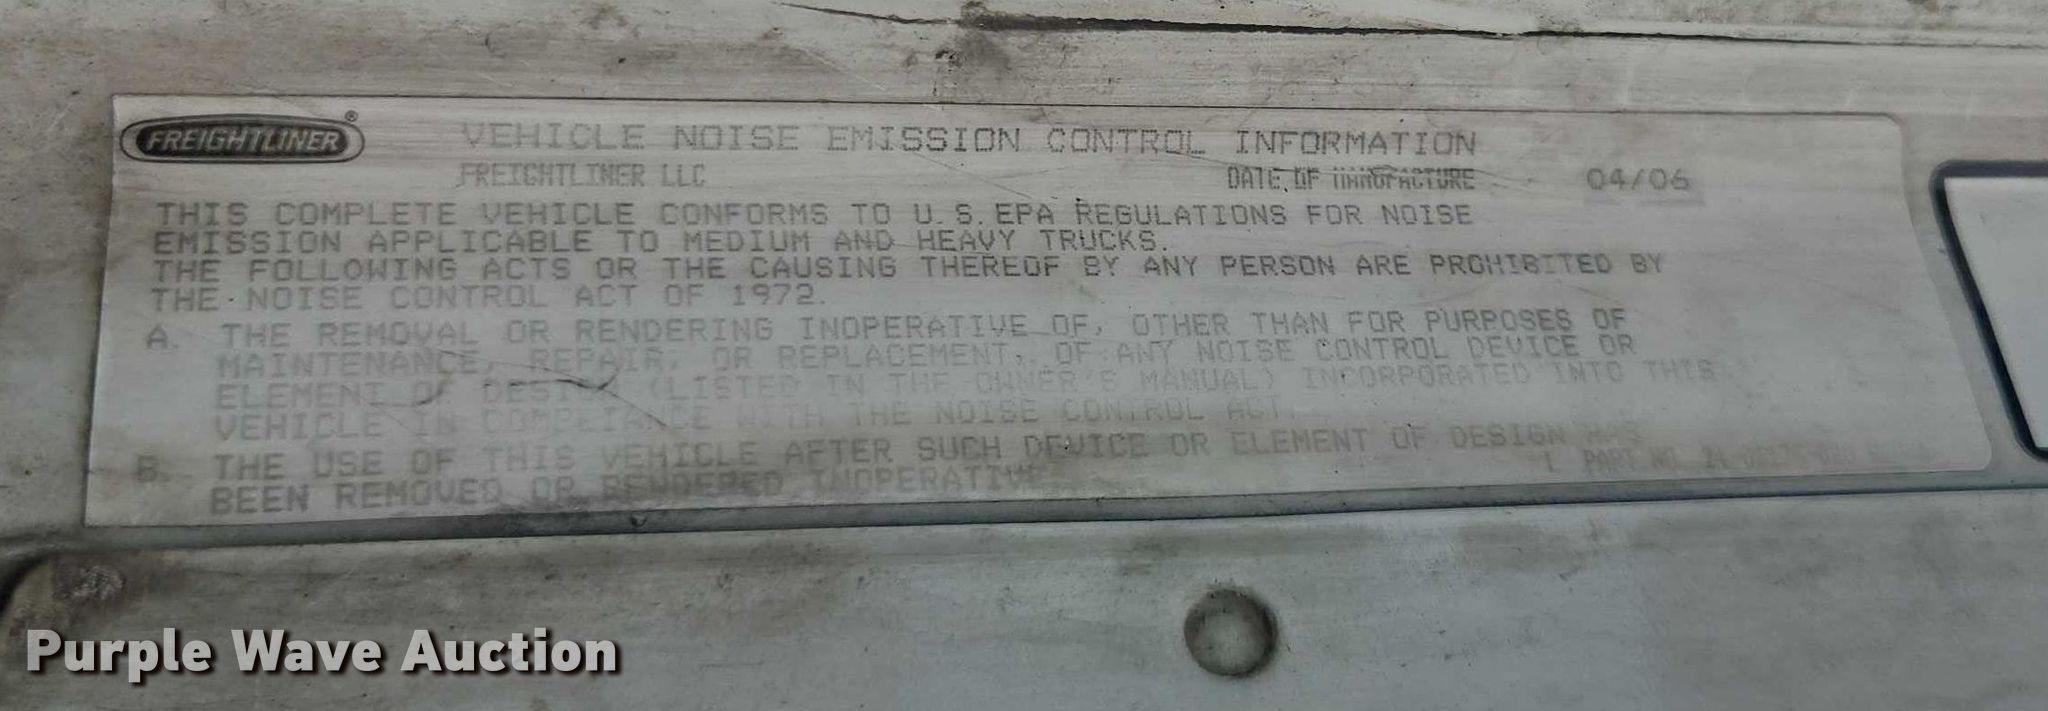 FREIGHTLINER® VEHICLE NOISE EMISSION CONTROL INFORMATION
FREIGHTLINER LLC DATE OF MANUFACTURE 04/06
THIS COMPLETE VEHICLE CONFORMS TO U.S. EPA REGULATIONS FOR NOISE
EMISSION APPLICABLE TO MEDIUM AND HEAVY TRUCKS.
THE FOLLOWING ACTS OR THE CAUSING THEREOF BY ANY PERSON ARE PROHIBITED BY
THE NOISE CONTROL ACT OF 1972.
A. THE REMOVAL OR RENDERING INOPERATIVE OF, OTHER THAN FOR PURPOSES OF
MAINTENANCE, REPAIR, OR REPLACEMENT, OF ANY NOISE CONTROL DEVICE OR
ELEMENT OF DESIGN (LISTED IN THE OWNER'S MANUAL) INCORPORATED INTO THIS
VEHICLE IN COMPLIANCE WITH THE NOISE CONTROL ACT.
B. THE USE OF THIS VEHICLE AFTER SUCH DEVICE OR ELEMENT OF DESIGN HAS
BEEN REMOVED OR RENDERED INOPERATIVE
PART NO.
Purple Wave Auction